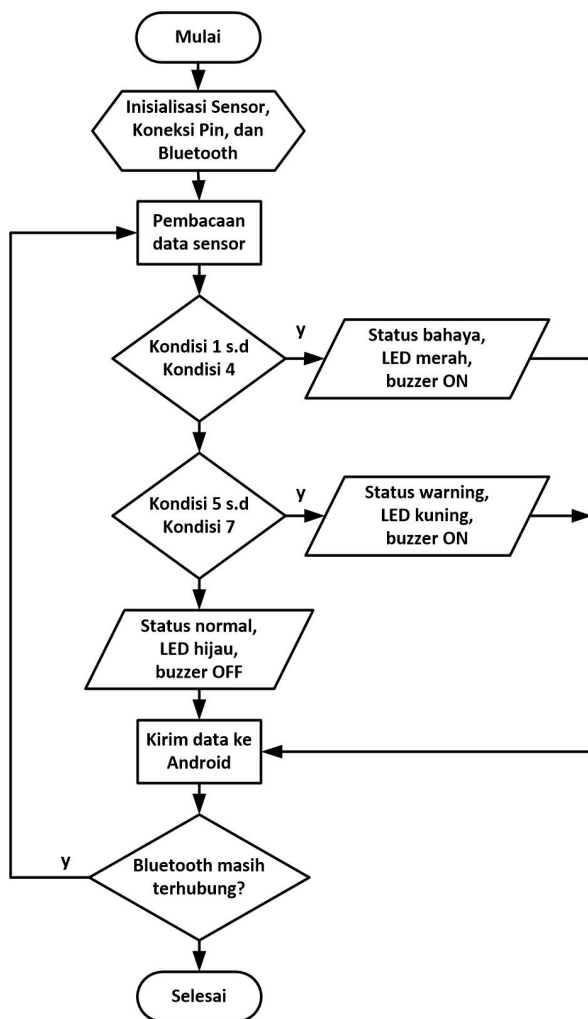 Mulai
Inisialisasi Sensor,
Koneksi Pin, dan
Bluetooth
Pembacaan
data sensor
Kondisi 1 s.d
Kondisi 4
y
Status bahaya,
LED merah,
buzzer ON
Kondisi 5 s.d
Kondisi 7
y
Status warning,
LED kuning,
buzzer ON
Status normal,
LED hijau,
buzzer OFF
Kirim data ke
Android
Bluetooth masih
terhubung?
y
Selesai